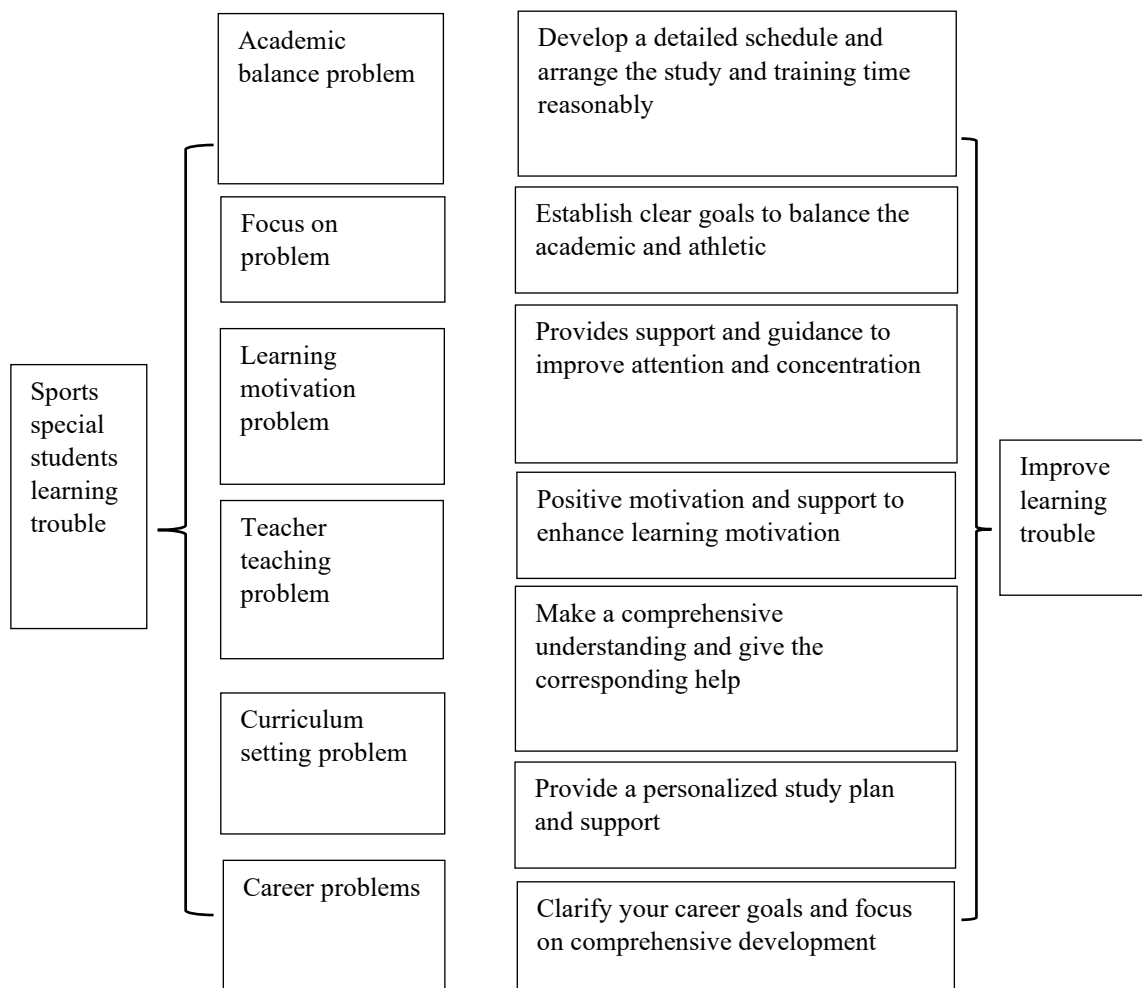 Sports
special
students
learning
trouble
Academic
balance problem
Focus on
problem
Learning
motivation
problem
Teacher
teaching
problem
Curriculum
setting problem
Career problems
Develop a detailed schedule and
arrange the study and training time
reasonably
Establish clear goals to balance the
academic and athletic
Provides support and guidance to
improve attention and concentration
Positive motivation and support to
enhance learning motivation
Make a comprehensive
understanding and give the
corresponding help
Provide a personalized study plan
and support
Clarify your career goals and focus
on comprehensive development
Improve
learning
trouble